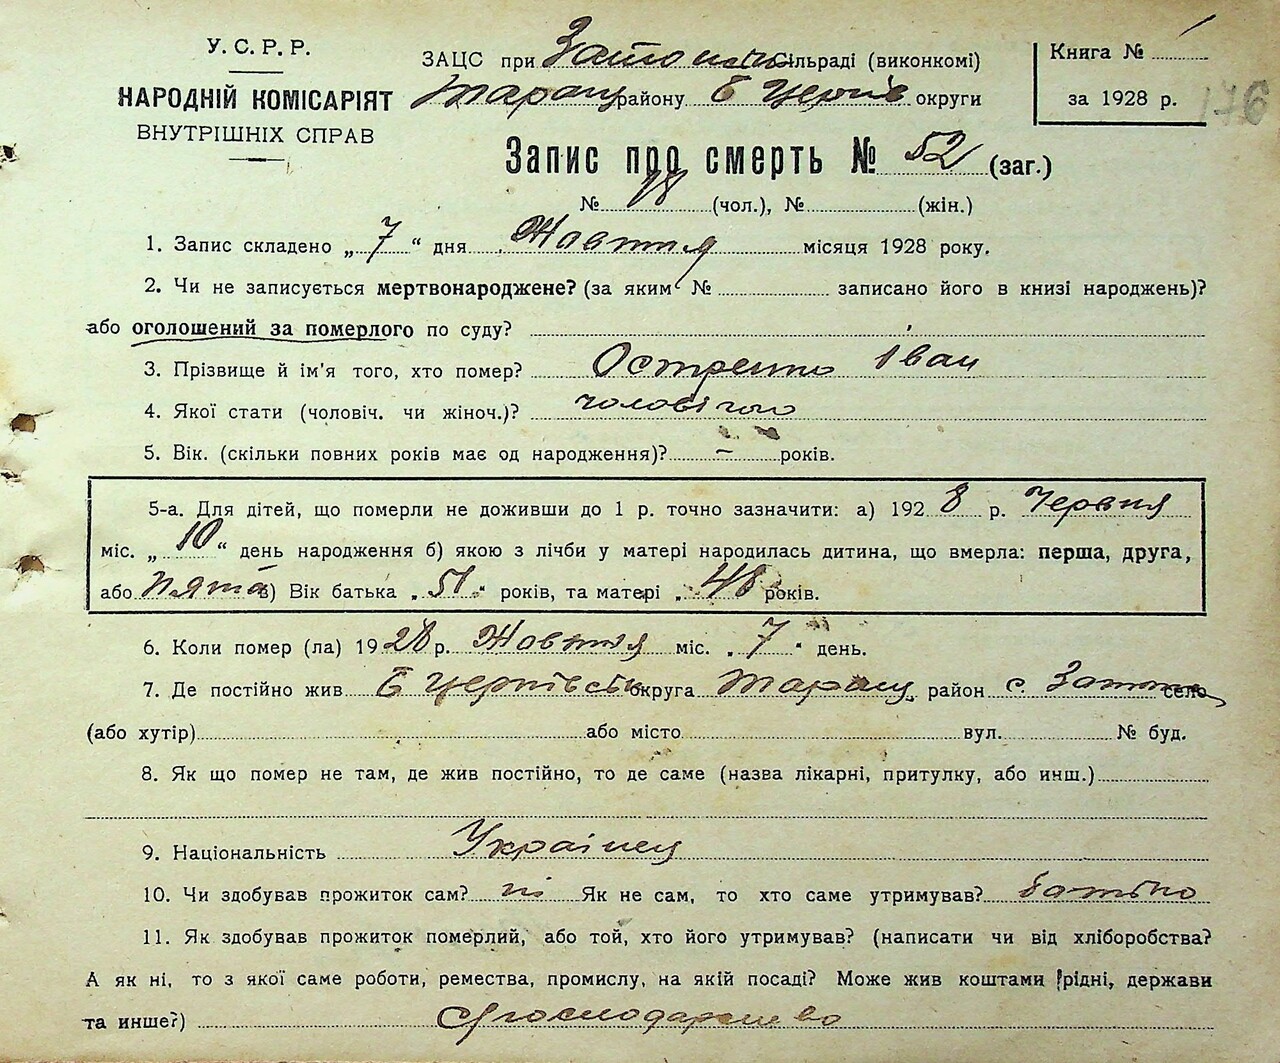 У. С. Р. Р.
НАРОДНІЙ КОМІСАРІЯТ
ВНУТРІШНІХ СПРАВ
ЗАЦС при сільраді (виконкомі)
Таращ району Б Церків округи
Книга № 1
за 1928 р.
176
Запис про смерть № 52 (заг.)
№ 18 (чол.), № (жін.)
1. Запис складено „ 7 “ дня Жовтня місяця 1928 року.
2. Чи не записується мертвонароджене? (за яким № записано його в книзі народжень)?
або оголошений за померлого по суду?
3. Прізвище й ім'я того, хто помер? Іван
4. Якої стати (чоловіч. чи жіноч.)? чоловічого
5. Вік. (скільки повних років має од народження)? – років.
5-а. Для дітей, що померли не доживши до 1 р. точно зазначити: а) 1928 р. Червня
міс. „ 10 “ день народження б) якою з лічби у матері народилась дитина, що вмерла: перша, друга,
або пята в) Вік батька „ 51 “ років, та матері „ 48 років.
6. Коли помер (ла) 1928 р. Жовтня міс. „ 7 “ день.
7. Де постійно жив Б Церківськ округа Таращ район с. село
(або хутір) або місто вул. № буд.
8. Як що помер не там, де жив постійно, то де саме (назва лікарні, притулку, або инш.)
9. Національність Українец
10. Чи здобував прожиток сам? ні Як не сам, то хто саме утримував? батько
11. Як здобував прожиток померлий, або той, хто його утримував? (написати чи від хліборобства?
А як ні, то з якої саме роботи, ремества, промислу, на якій посаді? Може жив коштами рідні, держави
та инше?)